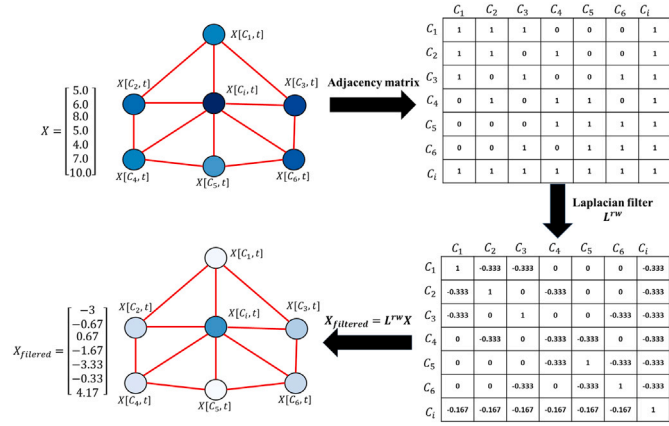 X[C₁, t]
X[C₂, t]
X[Cᵢ, t]
X[C₃, t]
X[C₄, t]
X[C₅, t]
X[C₆, t]
X =
5.0
6.0
8.0
5.0
4.0
7.0
10.0
Adjacency matrix
C₁ C₂ C₃ C₄ C₅ C₆ Cᵢ
C₁ 1 1 1 0 0 0 1
C₂ 1 1 0 1 0 0 1
C₃ 1 0 1 0 0 1 1
C₄ 0 1 0 1 1 0 1
C₅ 0 0 0 1 1 1 1
C₆ 0 0 1 0 1 1 1
Cᵢ 1 1 1 1 1 1 1
Laplacian filter
Lʳʷ
C₁ C₂ C₃ C₄ C₅ C₆ Cᵢ
C₁ 1 -0.333 -0.333 0 0 0 -0.333
C₂ -0.333 1 0 -0.333 0 0 -0.333
C₃ -0.333 0 1 0 0 -0.333 -0.333
C₄ 0 -0.333 0 -0.333 -0.333 0 -0.333
C₅ 0 0 0 -0.333 1 -0.333 -0.333
C₆ 0 0 -0.333 0 -0.333 1 -0.333
Cᵢ -0.167 -0.167 -0.167 -0.167 -0.167 -0.167 1
X_filtered = LʳʷX
X[C₁, t]
X[C₂, t]
X[Cᵢ, t]
X[C₃, t]
X[C₄, t]
X[C₅, t]
X[C₆, t]
X_filered =
−3
−0.67
0.67
−1.67
−3.33
−0.33
4.17